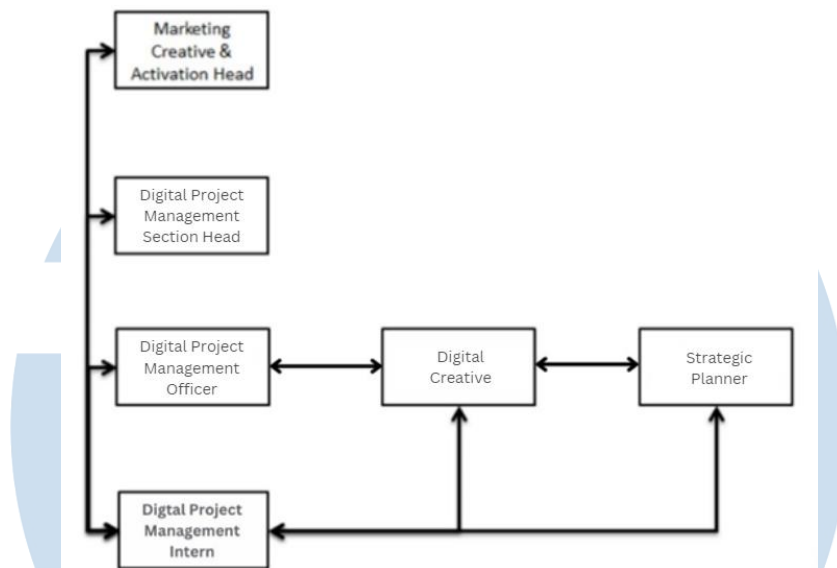 Marketing
Creative &
Activation Head
Digital Project
Management
Section Head
Digital Project
Management
Officer
Digital
Creative
Strategic
Planner
Digtal Project
Management
Intern